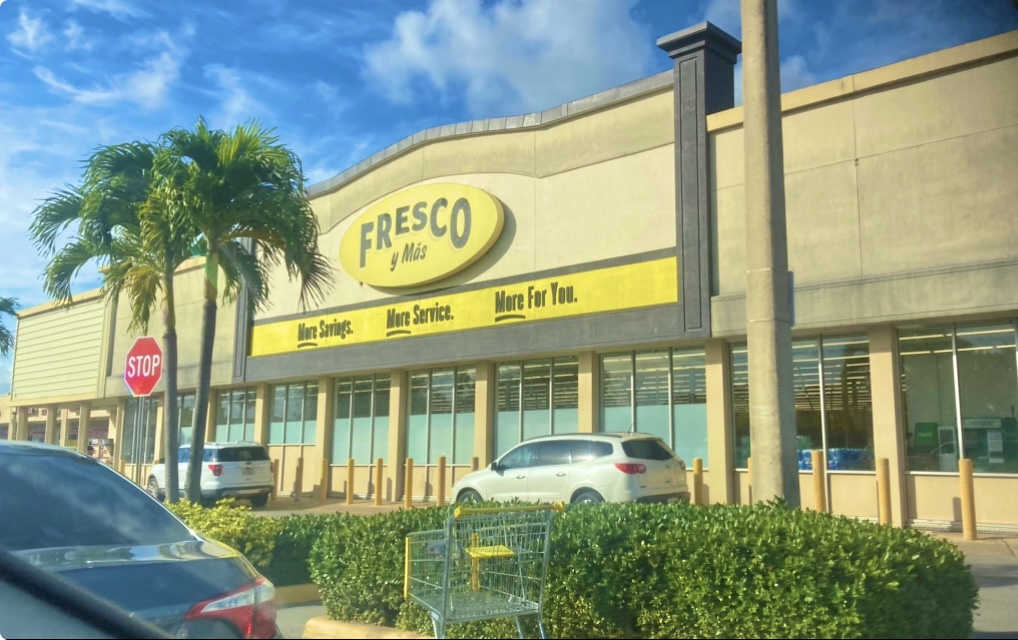 FRESCO
y Más
More Savings. More Service. More For You.
STOP